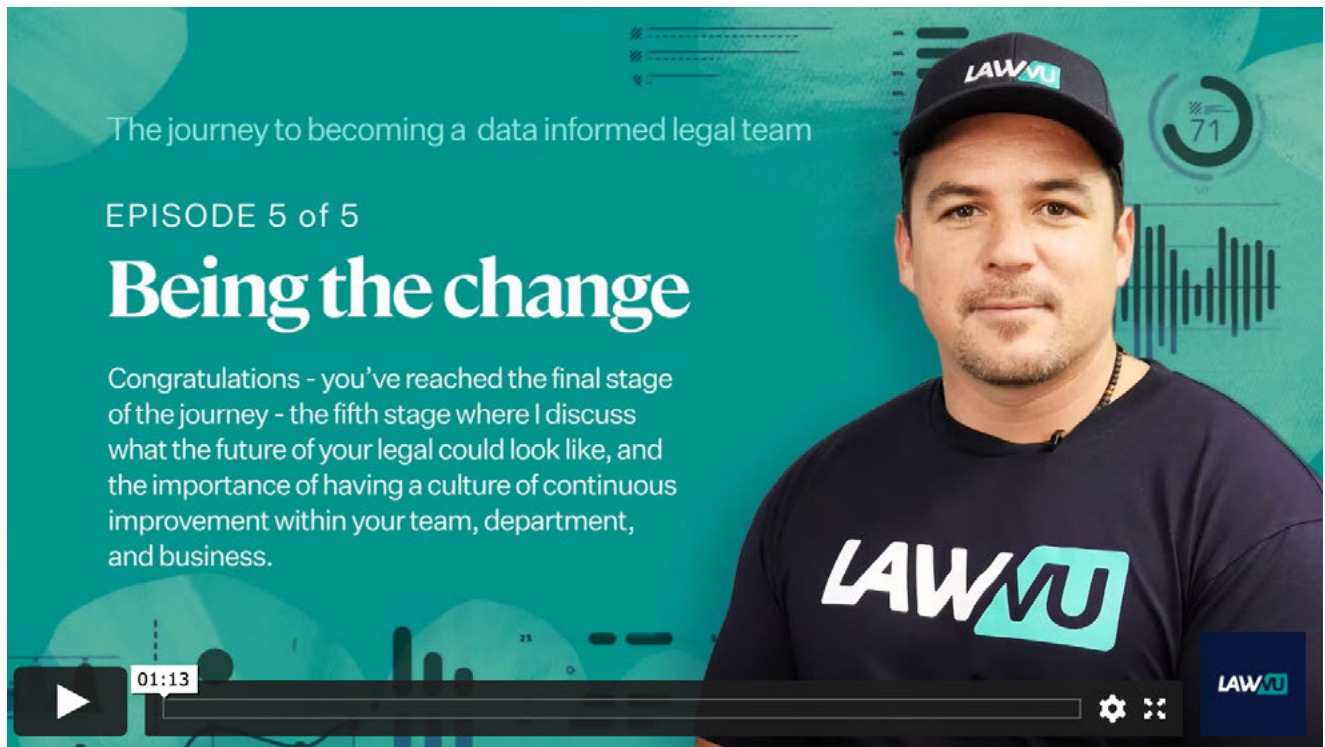 LAWVU
71
The journey to becoming a data informed legal team
EPISODE 5 of 5
Being the change
Congratulations - you've reached the final stage
of the journey - the fifth stage where I discuss
what the future of your legal could look like, and
the importance of having a culture of continuous
improvement within your team, department,
and business.
LAWVU
21
01:13
LAWVU